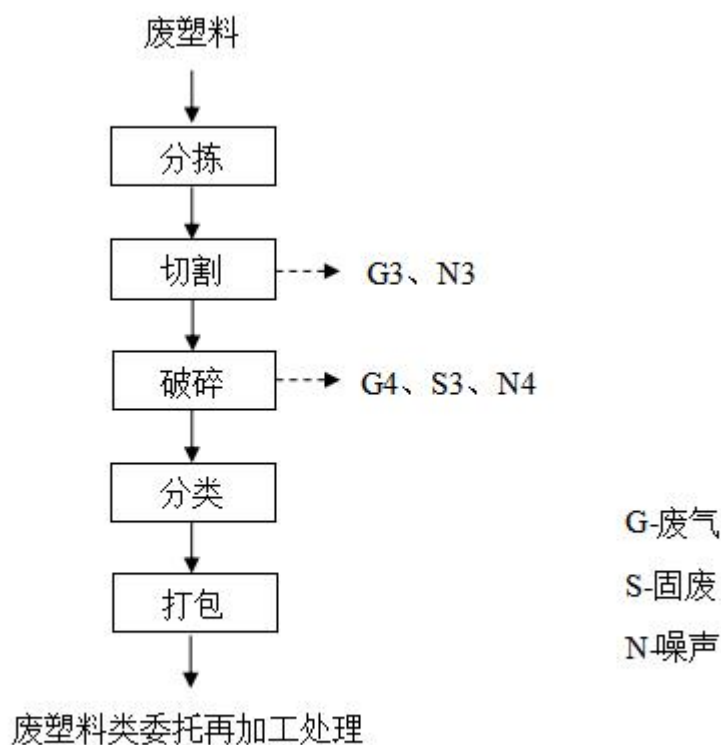 废塑料
分拣
切割
G3、N3
破碎
G4、S3、N4
分类
打包
废塑料类委托再加工处理
G-废气
S-固废
N-噪声